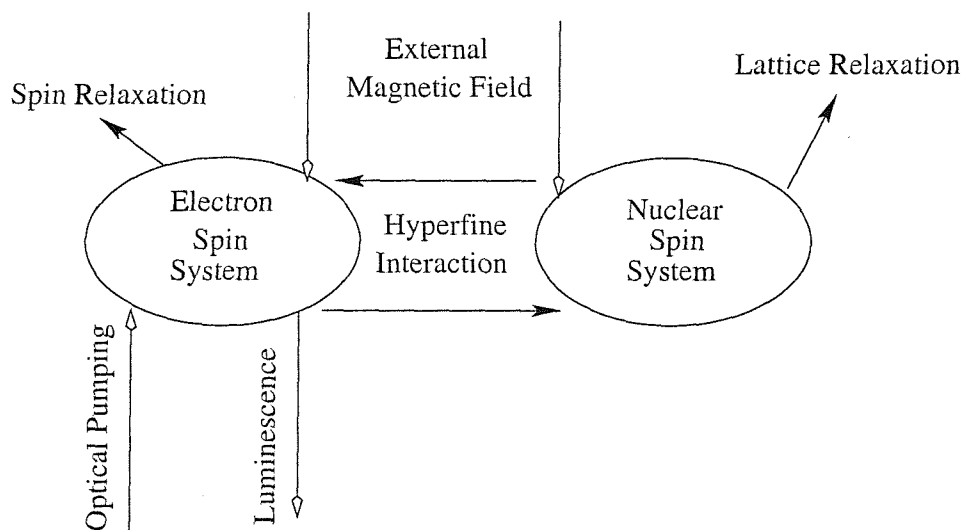 External
Magnetic Field
Lattice Relaxation
Spin Relaxation
Electron
Spin
System
Hyperfine
Interaction
Nuclear
Spin
System
Optical Pumping
Luminescence